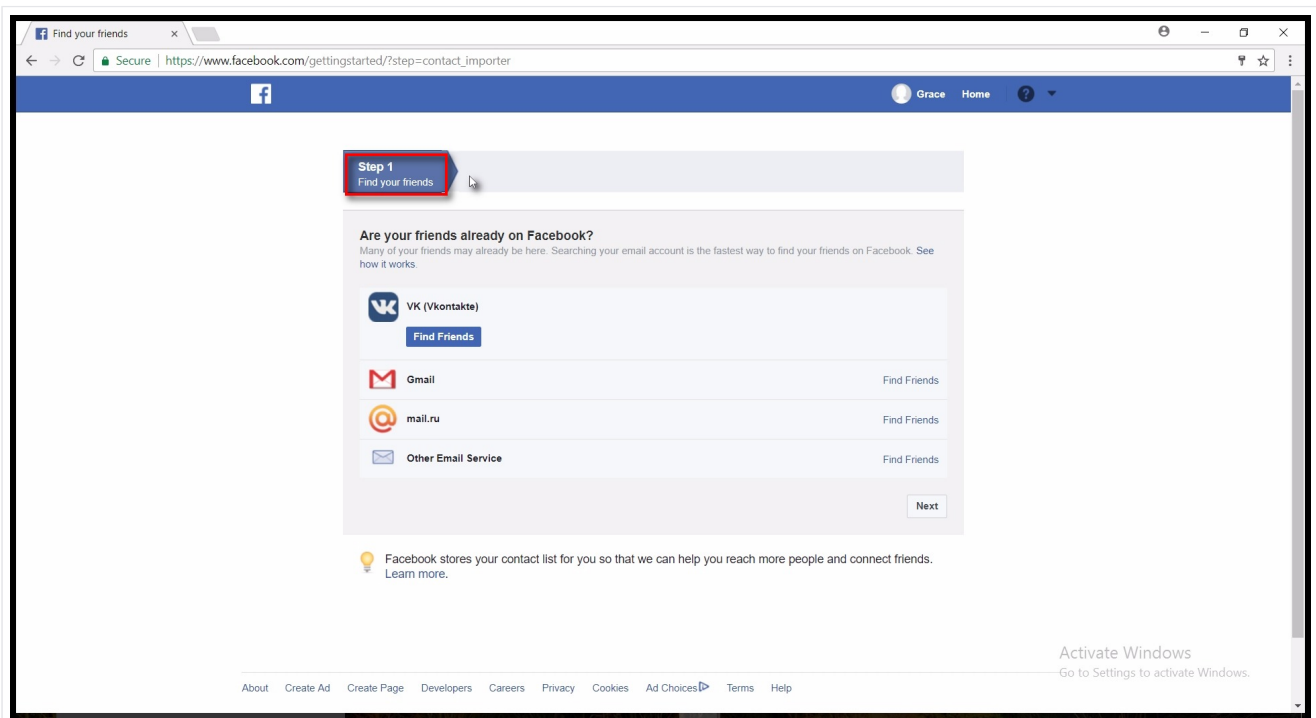 Find your friends
Secure https://www.facebook.com/gettingstarted/?step=contact_importer
Grace Home
Step 1
Find your friends
Are your friends already on Facebook?
Many of your friends may already be here. Searching your email account is the fastest way to find your friends on Facebook. See
how it works.
VK (Vkontakte)
Find Friends
Gmail Find Friends
mail.ru Find Friends
Other Email Service Find Friends
Next
Facebook stores your contact list for you so that we can help you reach more people and connect friends.
Learn more.
Activate Windows
Go to Settings to activate Windows.
About Create Ad Create Page Developers Careers Privacy Cookies Ad Choices Terms Help